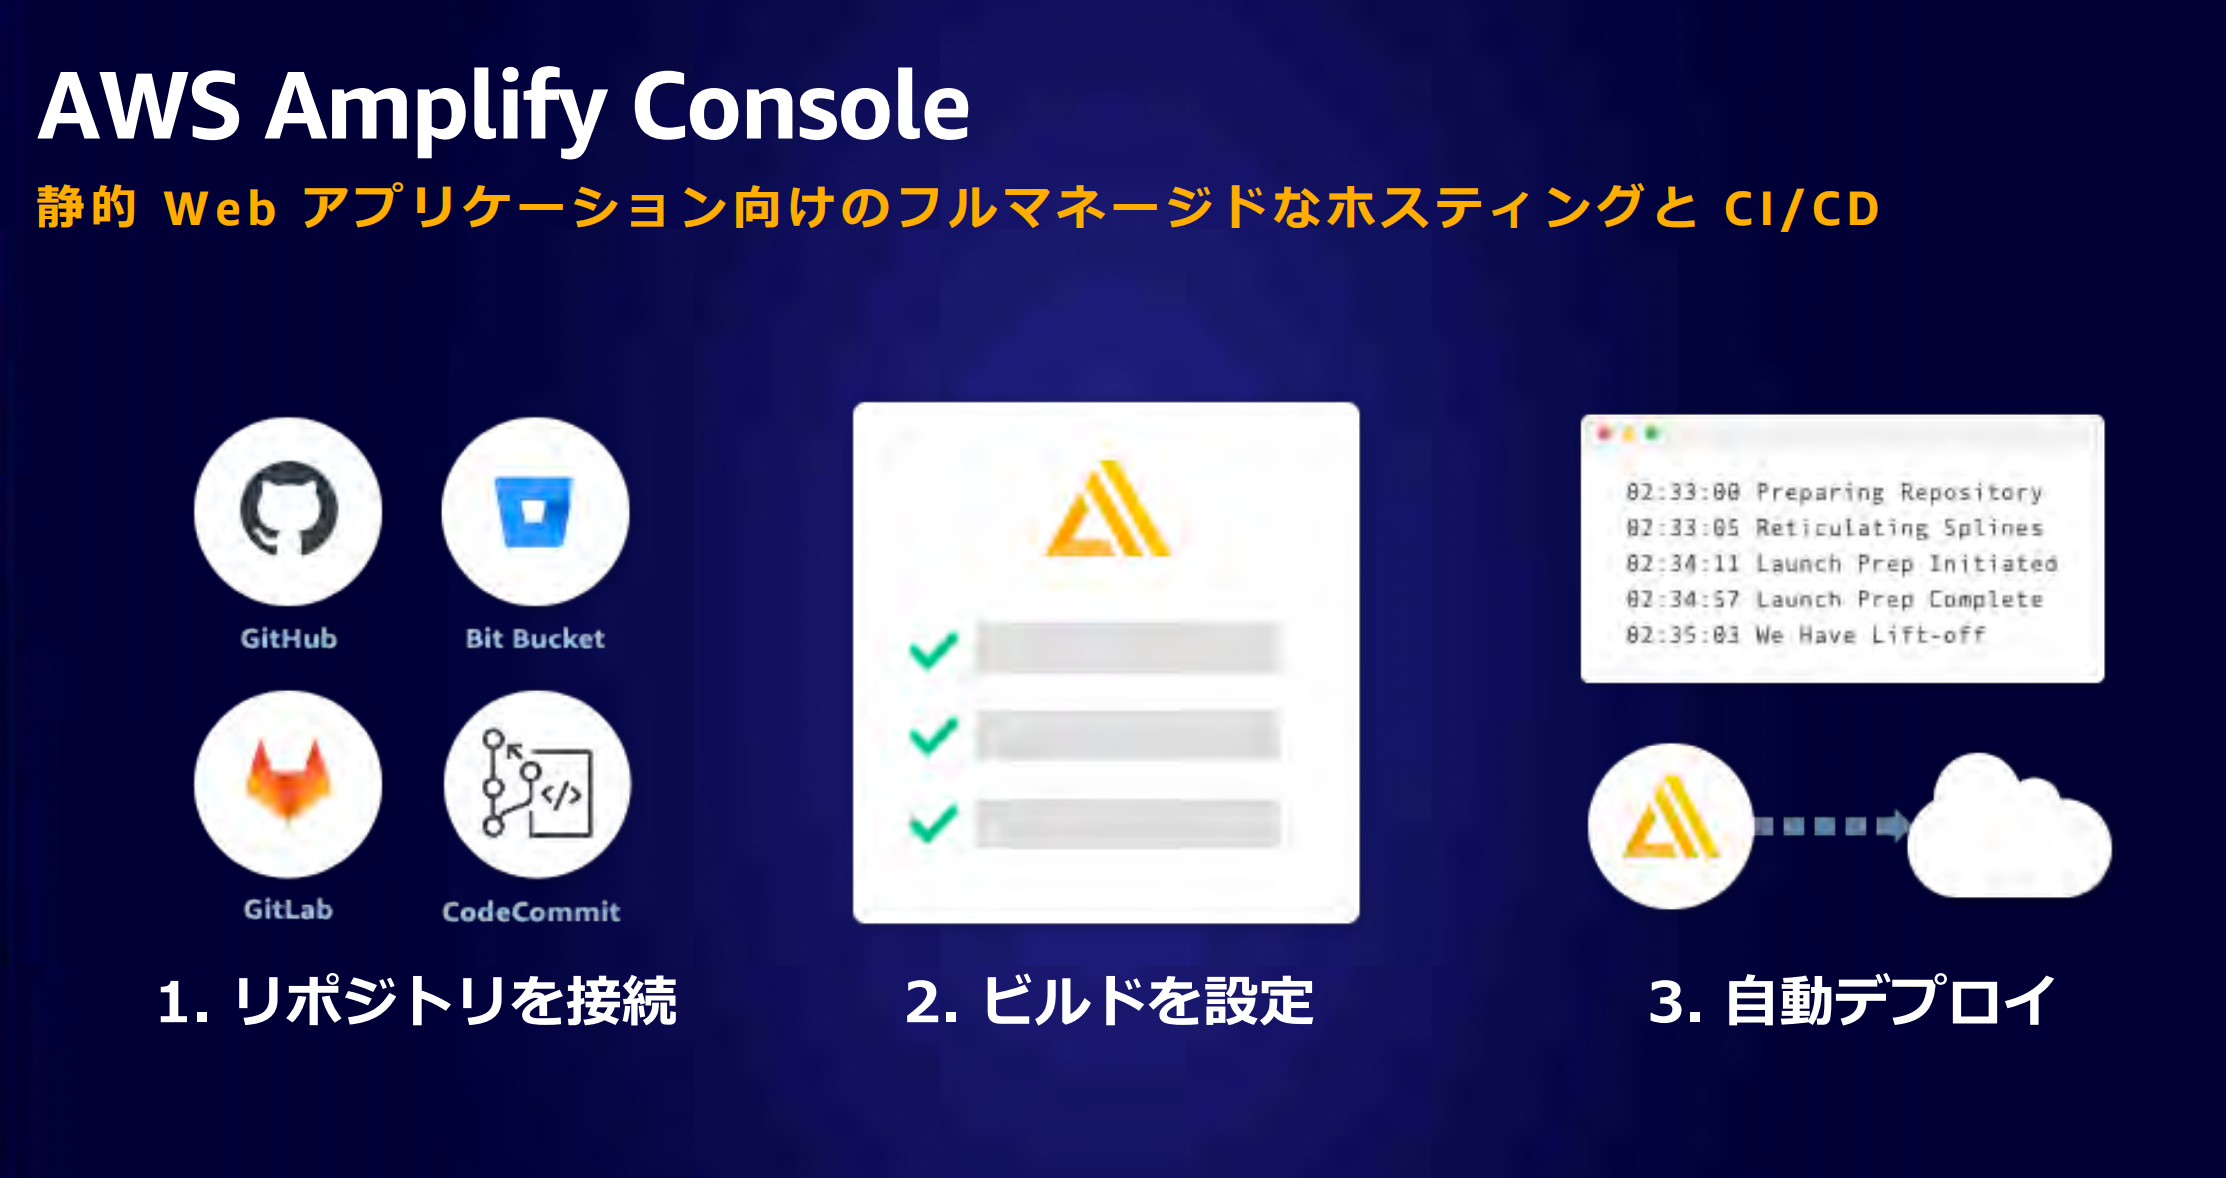 AWS Amplify Console
静的 Web アプリケーション向けのフルマネージドなホスティングと CI/CD
GitHub
Bit Bucket
GitLab
CodeCommit
1. リポジトリを接続
2. ビルドを設定
02:33:00 Preparing Repository
02:33:05 Reticulating Splines
02:34:11 Launch Prep Initiated
02:34:57 Launch Prep Complete
02:35:03 We Have Lift-off
3. 自動デプロイ